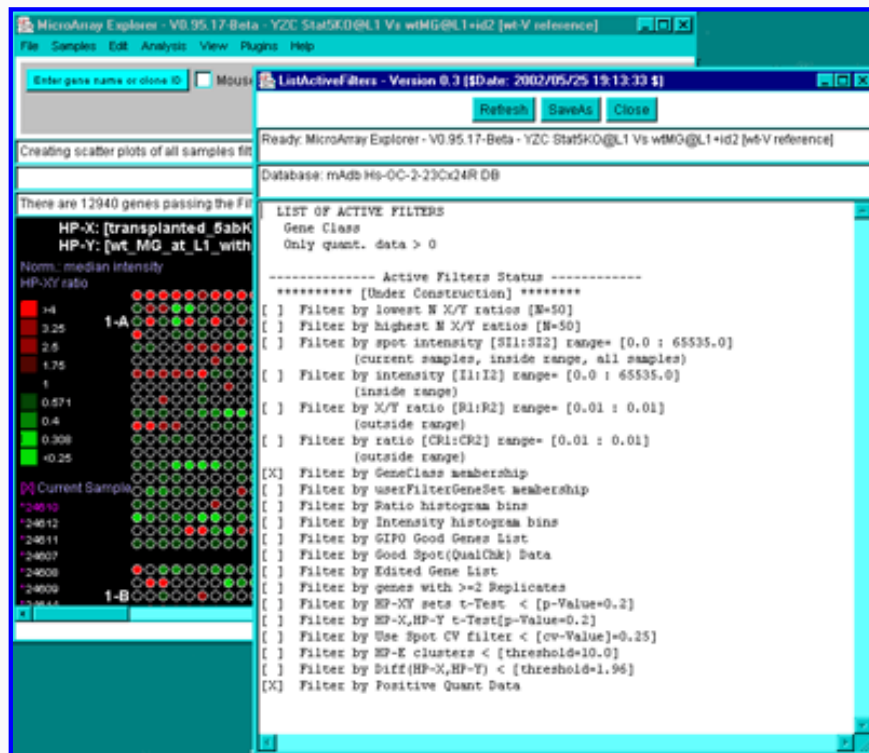 MicroArray Explorer - V0.95.17-Beta - YZC Stat5KO@L1 Vs wtMG@L1+id2 [wt-V reference]
File Samples Edit Analysis View Plugins Help
Enter gene name or clone ID Mouse
Creating scatter plots of all samples filt
There are 12940 genes passing the Fil
HP-X: [transplanted_5abK
HP-Y: [wt_MG_at_L1_with_
Norm.: median intensity
HP-XY ratio
>4
3.25
2.5
1.75
1
0.571
0.4
0.308
<0.25
1-A
[X] Current Sample
*24610
*24612
*24611
*24607
*24608
*24609
1-B
ListActiveFilters - Version 0.3 [$Date: 2002/05/25 19:13:33 $]
Refresh SaveAs Close
Ready: MicroArray Explorer - V0.95.17-Beta - YZC Stat5KO@L1 Vs wtMG@L1+id2 [wt-V reference]
Database: mAdb Hs-OC-2-23Cx24R DB
LIST OF ACTIVE FILTERS
Gene Class
Only quant. data > 0
-------------- Active Filters Status ------------
********** [Under Construction] ********
[ ] Filter by lowest N X/Y ratios [N=50]
[ ] Filter by highest N X/Y ratios [N=50]
[ ] Filter by spot intensity [SI1:SI2] range= [0.0 : 65535.0]
(current samples, inside range, all samples)
[ ] Filter by intensity [I1:I2] range= [0.0 : 65535.0]
(inside range)
[ ] Filter by X/Y ratio [R1:R2] range= [0.01 : 0.01]
(outside range)
[ ] Filter by ratio [CR1:CR2] range= [0.01 : 0.01]
(outside range)
[X] Filter by GeneClass membership
[ ] Filter by userFilterGeneSet membership
[ ] Filter by Ratio histogram bins
[ ] Filter by Intensity histogram bins
[ ] Filter by GIPO Good Genes List
[ ] Filter by Good Spot(QualChk) Data
[ ] Filter by Edited Gene List
[ ] Filter by genes with >=2 Replicates
[ ] Filter by HP-XY sets t-Test < [p-Value=0.2]
[ ] Filter by HP-X,HP-Y t-Test[p-Value=0.2]
[ ] Filter by Use Spot CV filter < [cv-Value]=0.25]
[ ] Filter by HP-E clusters < [threshold=10.0]
[ ] Filter by Diff(HP-X,HP-Y) < [threshold=1.96]
[X] Filter by Positive Quant Data